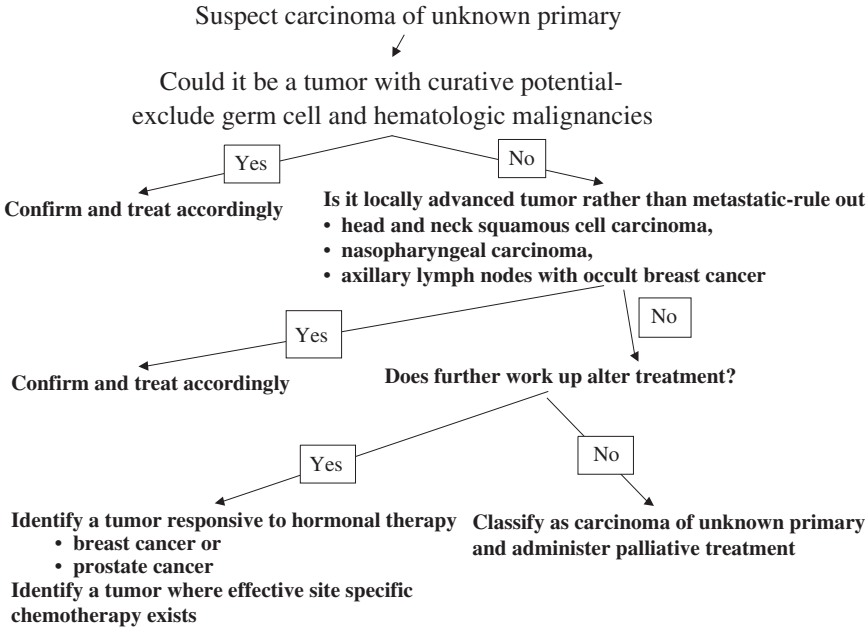 Suspect carcinoma of unknown primary
Could it be a tumor with curative potential-
exclude germ cell and hematologic malignancies
Yes
No
Confirm and treat accordingly
Is it locally advanced tumor rather than metastatic-rule out
• head and neck squamous cell carcinoma,
• nasopharyngeal carcinoma,
• axillary lymph nodes with occult breast cancer
Yes
No
Confirm and treat accordingly
Does further work up alter treatment?
Yes
No
Identify a tumor responsive to hormonal therapy
• breast cancer or
• prostate cancer
Identify a tumor where effective site specific
chemotherapy exists
Classify as carcinoma of unknown primary
and administer palliative treatment